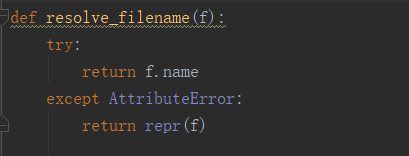 def resolve_filename(f):
    try:
        return f.name
    except AttributeError:
        return repr(f)